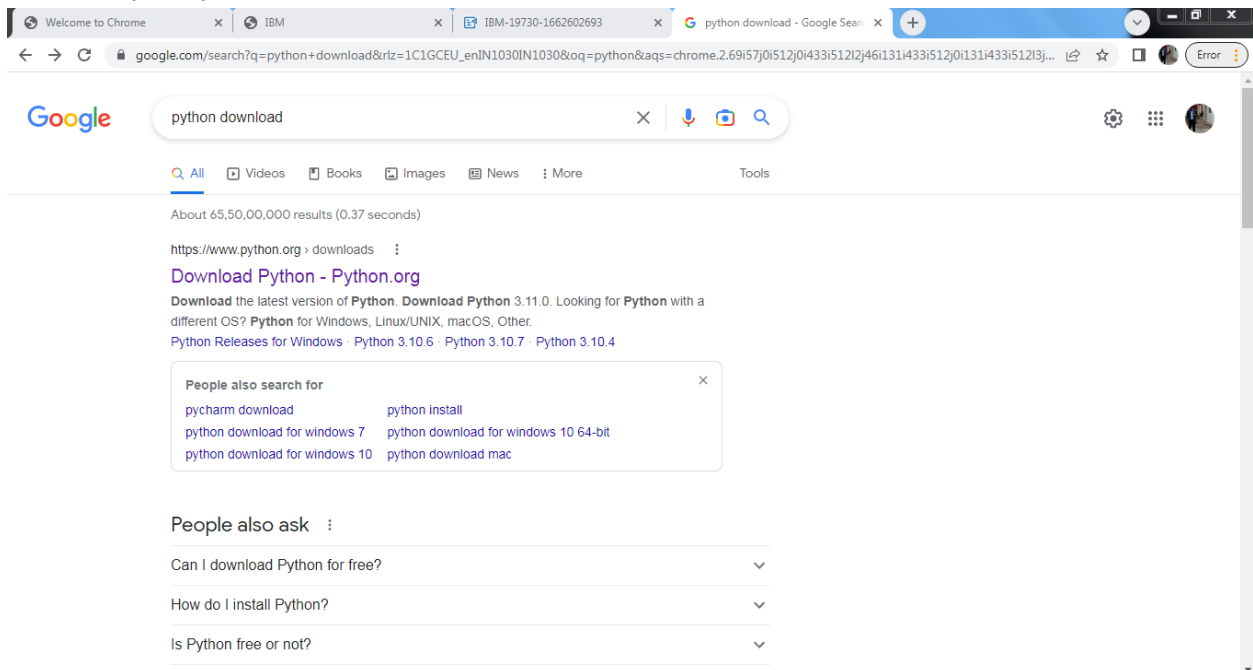 Welcome to Chrome
IBM
IBM-19730-1662602693
python download - Google Sear
google.com/search?q=python+download&rlz=1C1GCEU_enIN1030IN1030&oq=python&aqs=chrome.2.69i57j0i512j0i433i512l2j46i131i433i512j0i131i433i512l3j...
Error
Google
python download
All
Videos
Books
Images
News
More
Tools
About 65,50,00,000 results (0.37 seconds)
https://www.python.org › downloads
Download Python - Python.org
Download the latest version of Python. Download Python 3.11.0. Looking for Python with a
different OS? Python for Windows, Linux/UNIX, macOS, Other.
Python Releases for Windows · Python 3.10.6 · Python 3.10.7 · Python 3.10.4
People also search for
pycharm download
python install
python download for windows 7
python download for windows 10 64-bit
python download for windows 10
python download mac
People also ask
Can I download Python for free?
How do I install Python?
Is Python free or not?